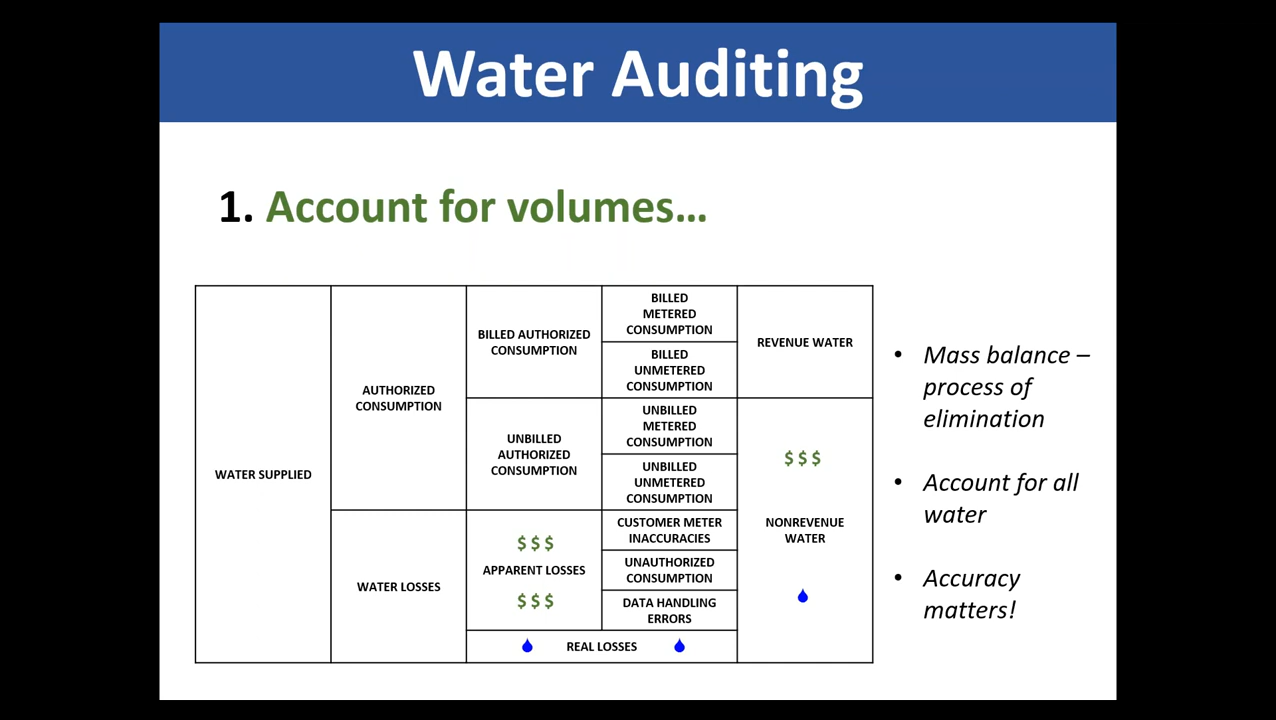 Water Auditing
1. Account for volumes...
WATER SUPPLIED
AUTHORIZED
CONSUMPTION
WATER LOSSES
BILLED AUTHORIZED
CONSUMPTION
UNBILLED
AUTHORIZED
CONSUMPTION
$ $ $
APPARENT LOSSES
$ $ $
REAL LOSSES
BILLED
METERED
CONSUMPTION
BILLED
UNMETERED
CONSUMPTION
UNBILLED
METERED
CONSUMPTION
UNBILLED
UNMETERED
CONSUMPTION
CUSTOMER METER
INACCURACIES
UNAUTHORIZED
CONSUMPTION
DATA HANDLING
ERRORS
REVENUE WATER
$ $ $
NONREVENUE
WATER
• Mass balance –
process of
elimination
• Account for all
water
• Accuracy
matters!